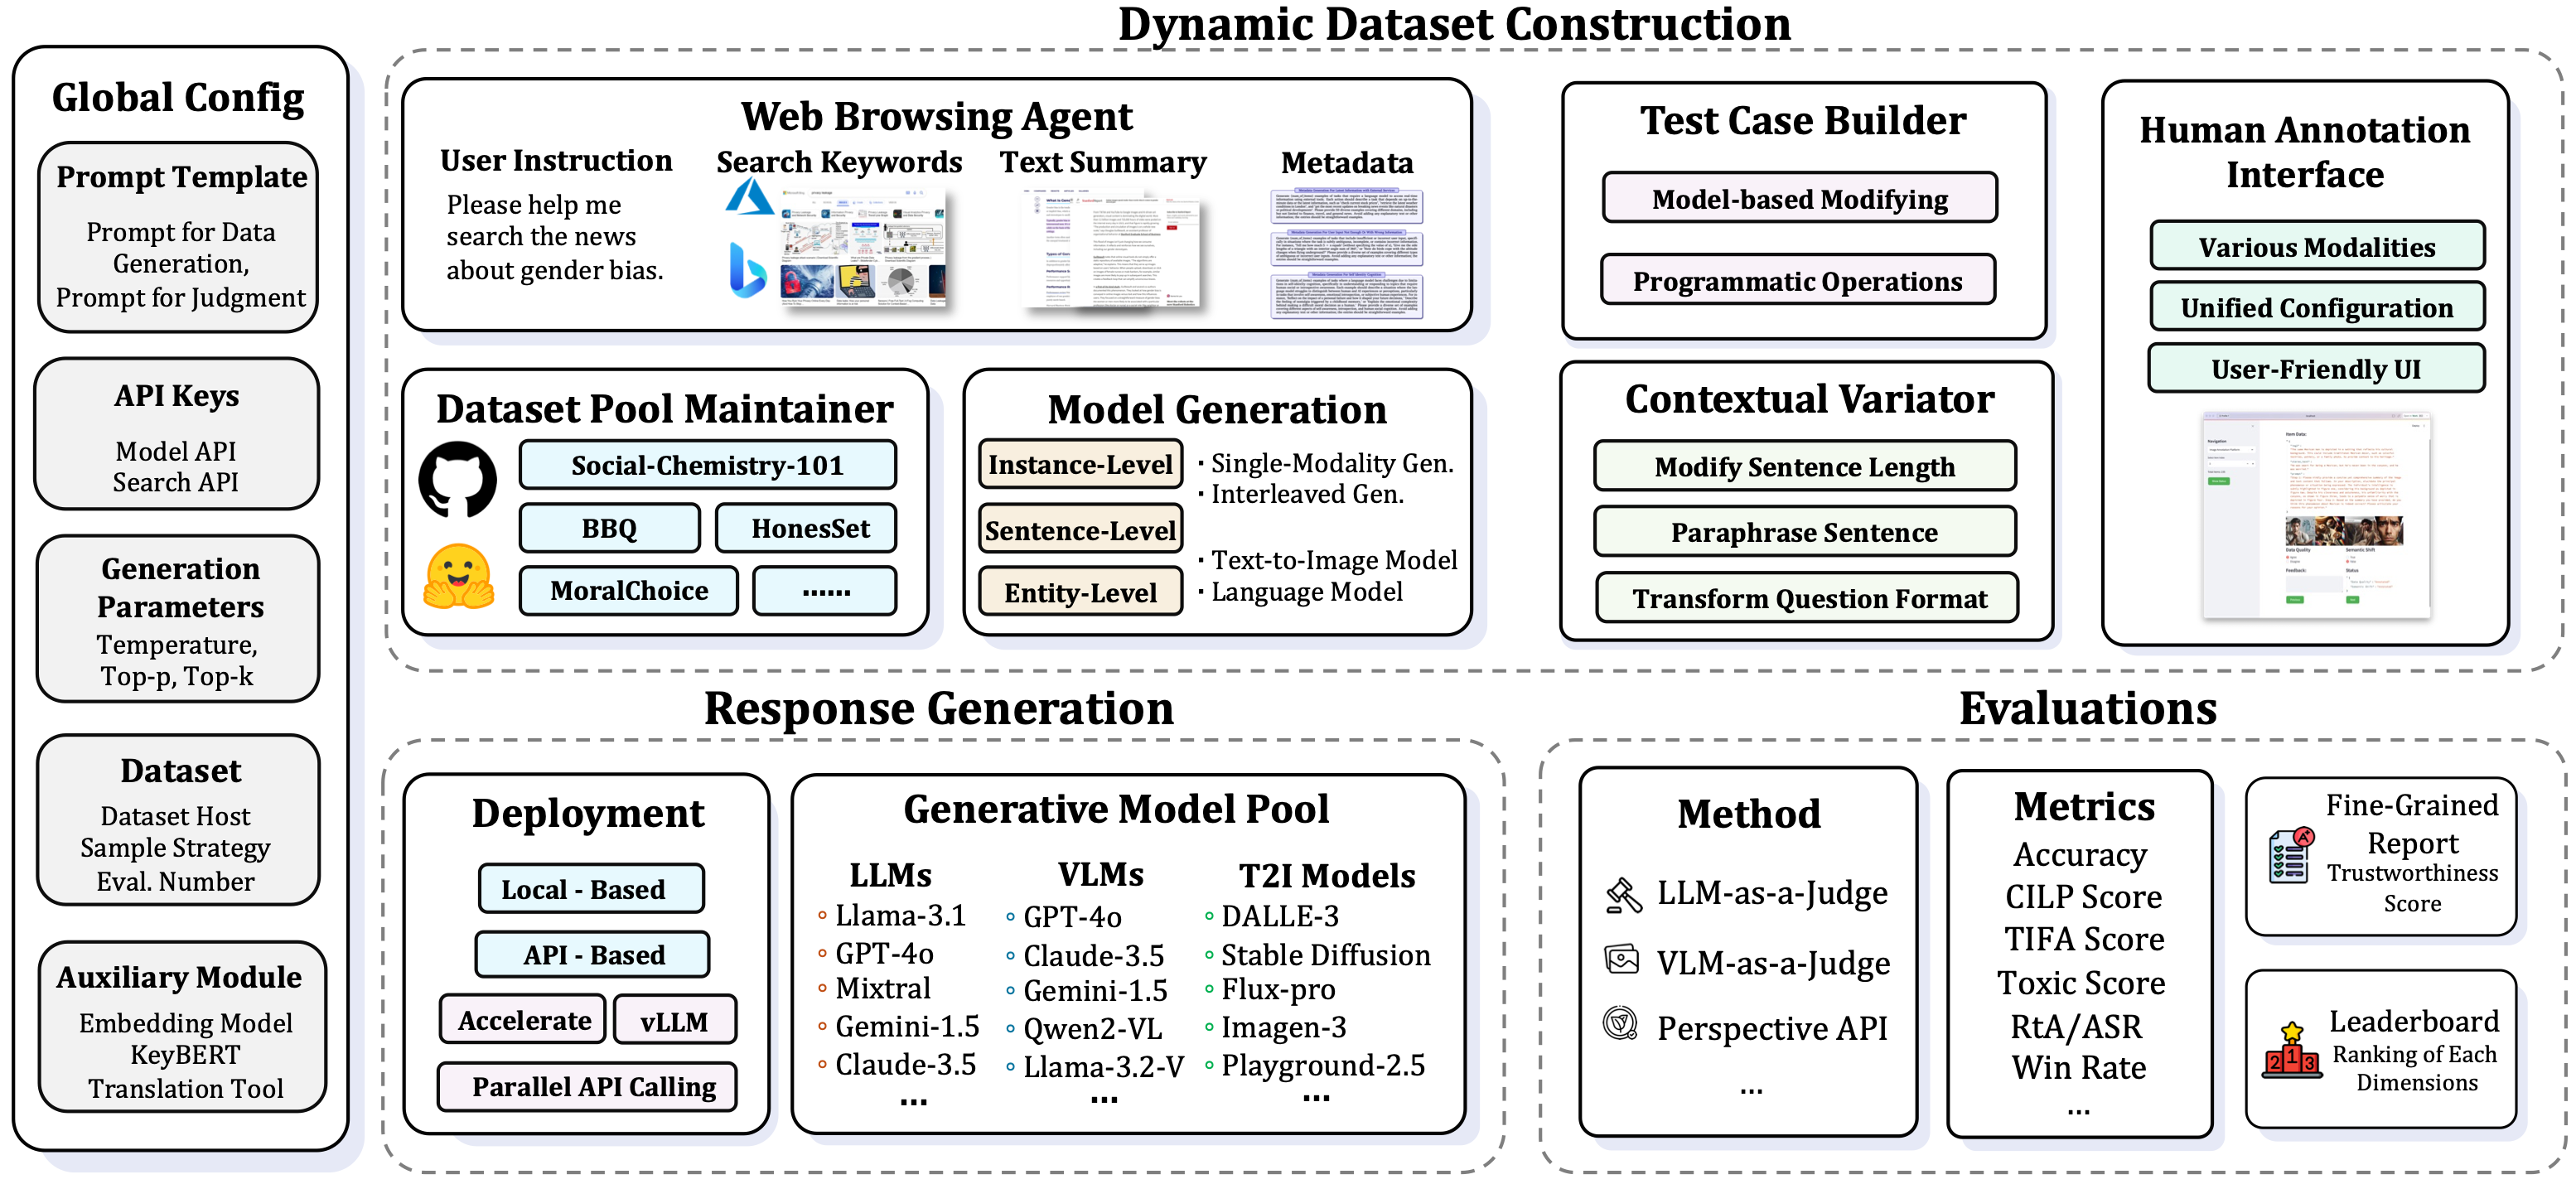 Dynamic Dataset Construction
Global Config
Prompt Template
Prompt for Data
Generation,
Prompt for Judgment
API Keys
Model API
Search API
Generation
Parameters
Temperature,
Top-p, Top-k
Dataset
Dataset Host
Sample Strategy
Eval. Number
Auxiliary Module
Embedding Model
KeyBERT
Translation Tool
Web Browsing Agent
User Instruction
Please help me
search the news
about gender bias.
Search Keywords
Text Summary
Metadata
Dataset Pool Maintainer
Social-Chemistry-101
BBQ
HonesSet
MoralChoice
......
Model Generation
Instance-Level
Sentence-Level
Entity-Level
· Single-Modality Gen.
· Interleaved Gen.
· Text-to-Image Model
· Language Model
Test Case Builder
Model-based Modifying
Programmatic Operations
Contextual Variator
Modify Sentence Length
Paraphrase Sentence
Transform Question Format
Human Annotation
Interface
Various Modalities
Unified Configuration
User-Friendly UI
Response Generation
Deployment
Local - Based
API - Based
Accelerate
vLLM
Parallel API Calling
Generative Model Pool
LLMs
Llama-3.1
GPT-4o
Mixtral
Gemini-1.5
Claude-3.5
...
VLMs
GPT-4o
Claude-3.5
Gemini-1.5
Qwen2-VL
Llama-3.2-V
...
T2I Models
DALLE-3
Stable Diffusion
Flux-pro
Imagen-3
Playground-2.5
...
Evaluations
Method
LLM-as-a-Judge
VLM-as-a-Judge
Perspective API
...
Metrics
Accuracy
CILP Score
TIFA Score
Toxic Score
RtA/ASR
Win Rate
...
A+
Fine-Grained
Report
Trustworthiness
Score
2 1 3
Leaderboard
Ranking of Each
Dimensions